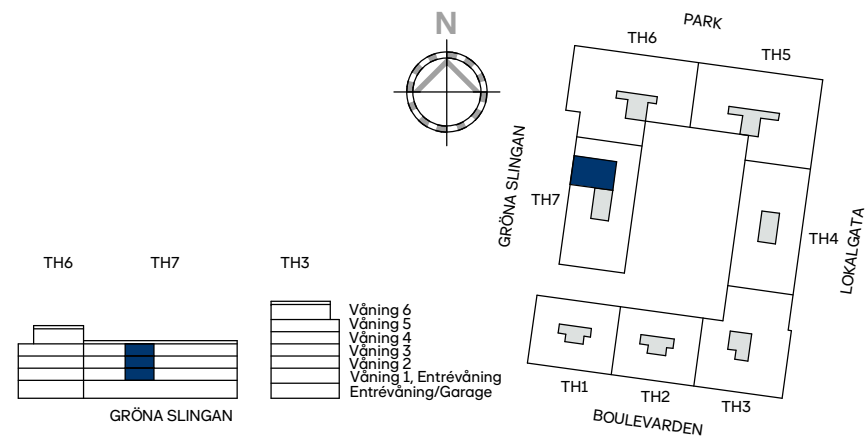 N
PARK
TH6
TH5
GRÖNA SLINGAN
TH7
TH4
LOKALGATA
TH1
TH2
TH3
BOULEVARDEN
TH6
TH7
TH3
Våning 6
Våning 5
Våning 4
Våning 3
Våning 2
Våning 1, Entrévåning
Entrévåning/Garage
GRÖNA SLINGAN